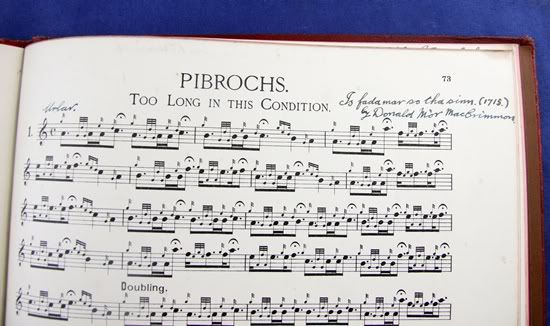 73
PIBROCHS.
TOO LONG IN THIS CONDITION.
Is fada mar so tha sinn. (1715.)
by Donald Mòr MacCrimmon
Urlar.
1.
Doubling.